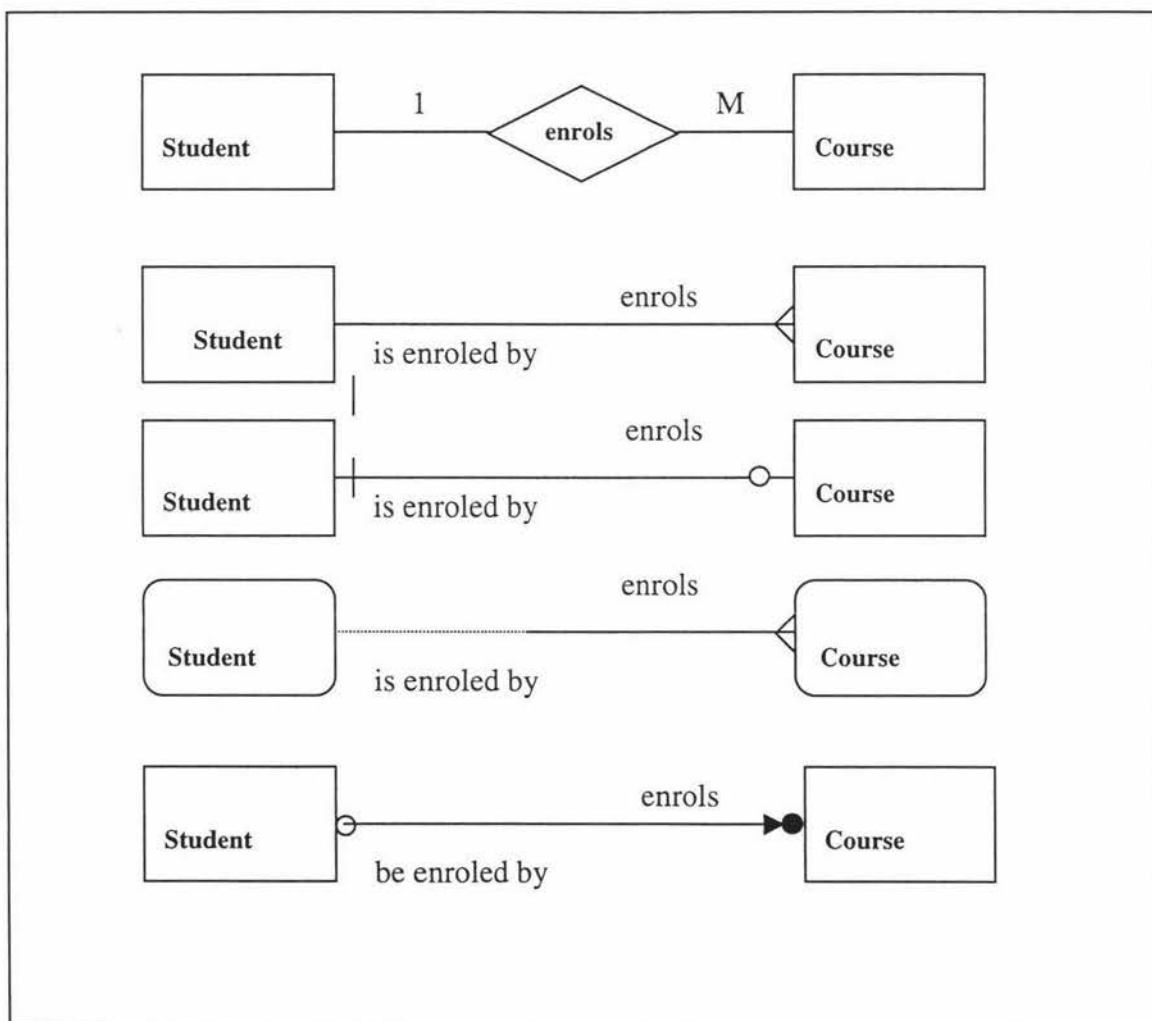 1 M
Student enrols Course
enrols
Student Course
is enroled by
enrols
Student Course
is enroled by
enrols
Student Course
is enroled by
enrols
Student Course
be enroled by